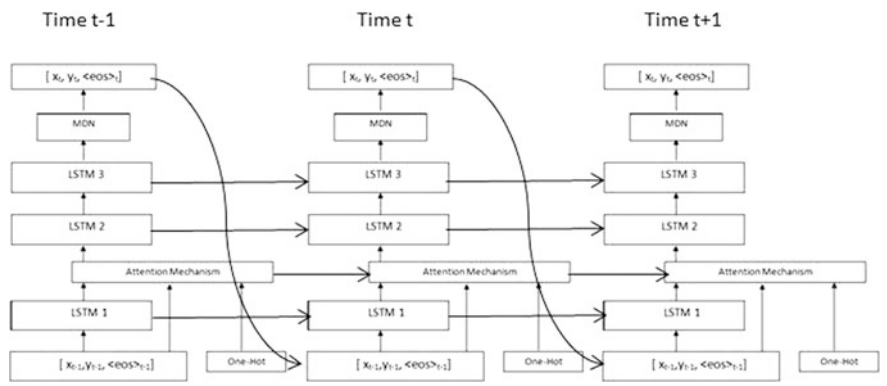 Time t-1 Time t Time t+1
[ xₜ, yₜ, <eos>ₜ] [ xₜ, yₜ, <eos>ₜ] [ xₜ, yₜ, <eos>ₜ]
MDN MDN MDN
LSTM 3 LSTM 3 LSTM 3
LSTM 2 LSTM 2 LSTM 2
Attention Mechanism Attention Mechanism Attention Mechanism
LSTM 1 LSTM 1 LSTM 1
[ xₜ₋₁,yₜ₋₁, <eos>ₜ₋₁] One-Hot [ xₜ₋₁,yₜ₋₁, <eos>ₜ₋₁] One-Hot [ xₜ₋₁,yₜ₋₁, <eos>ₜ₋₁] One-Hot